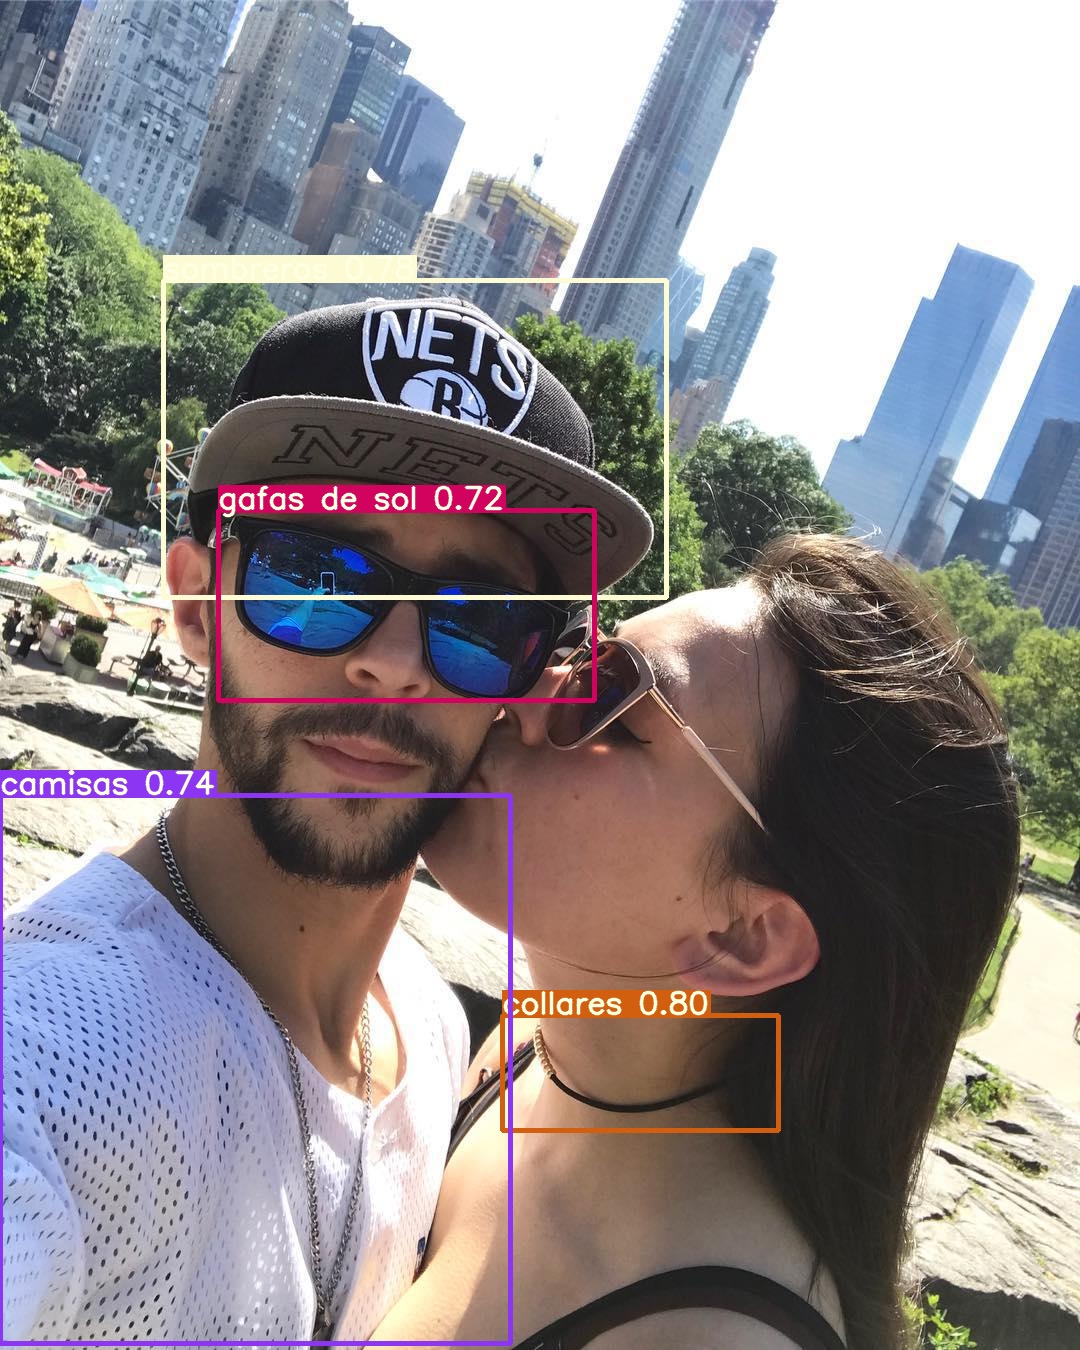 sombreros 0.78
NETS
B
NETS
gafas de sol 0.72
camisas 0.74
collares 0.80